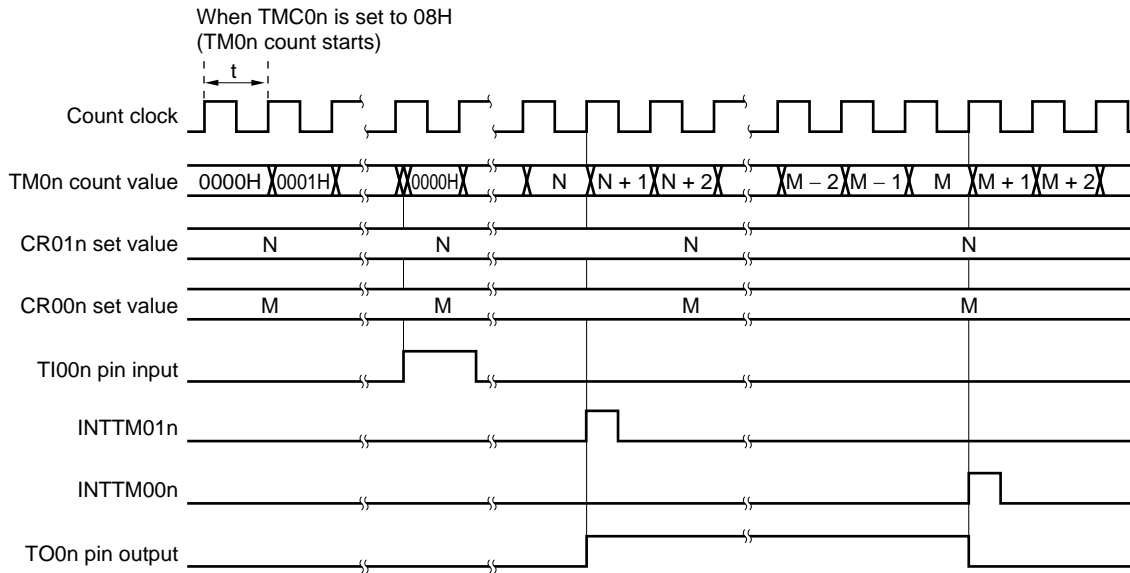 When TMC0n is set to 08H
(TM0n count starts)
t
Count clock
TM0n count value 0000H 0001H 0000H N N + 1 N + 2 M − 2 M − 1 M M + 1 M + 2
CR01n set value N N N N
CR00n set value M M M M
TI00n pin input
INTTM01n
INTTM00n
TO0n pin output